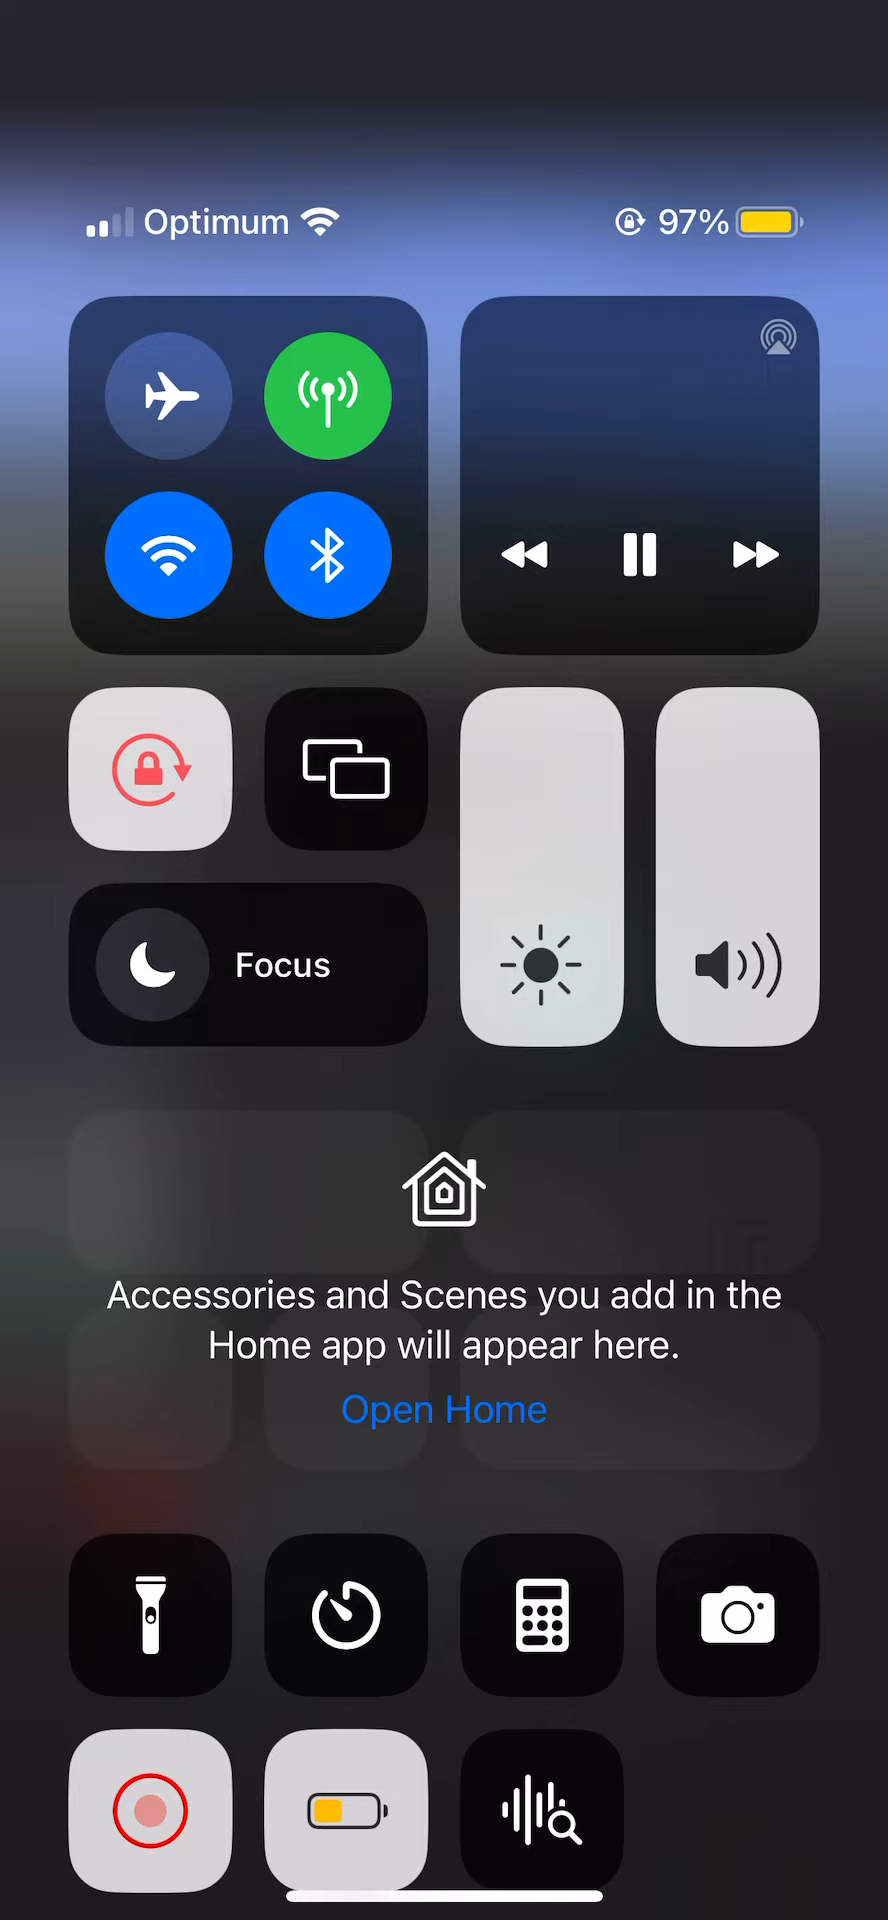 Optimum 97%
Focus
Accessories and Scenes you add in the
Home app will appear here.
Open Home